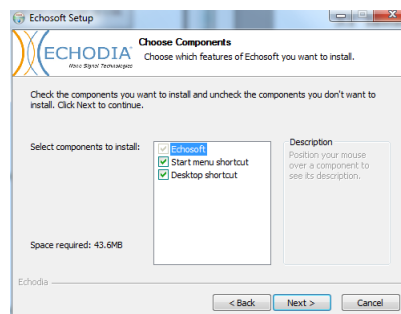 Echosoft Setup
ECHODIA
Choose Components
Choose which features of Echosoft you want to install.
Check the components you want to install and uncheck the components you don't want to
install. Click Next to continue.
Select components to install:
Echosoft
Start menu shortcut
Desktop shortcut
Description
Position your mouse
over a component to
see its description.
Space required: 43.6MB
Echodia
< Back
Next >
Cancel